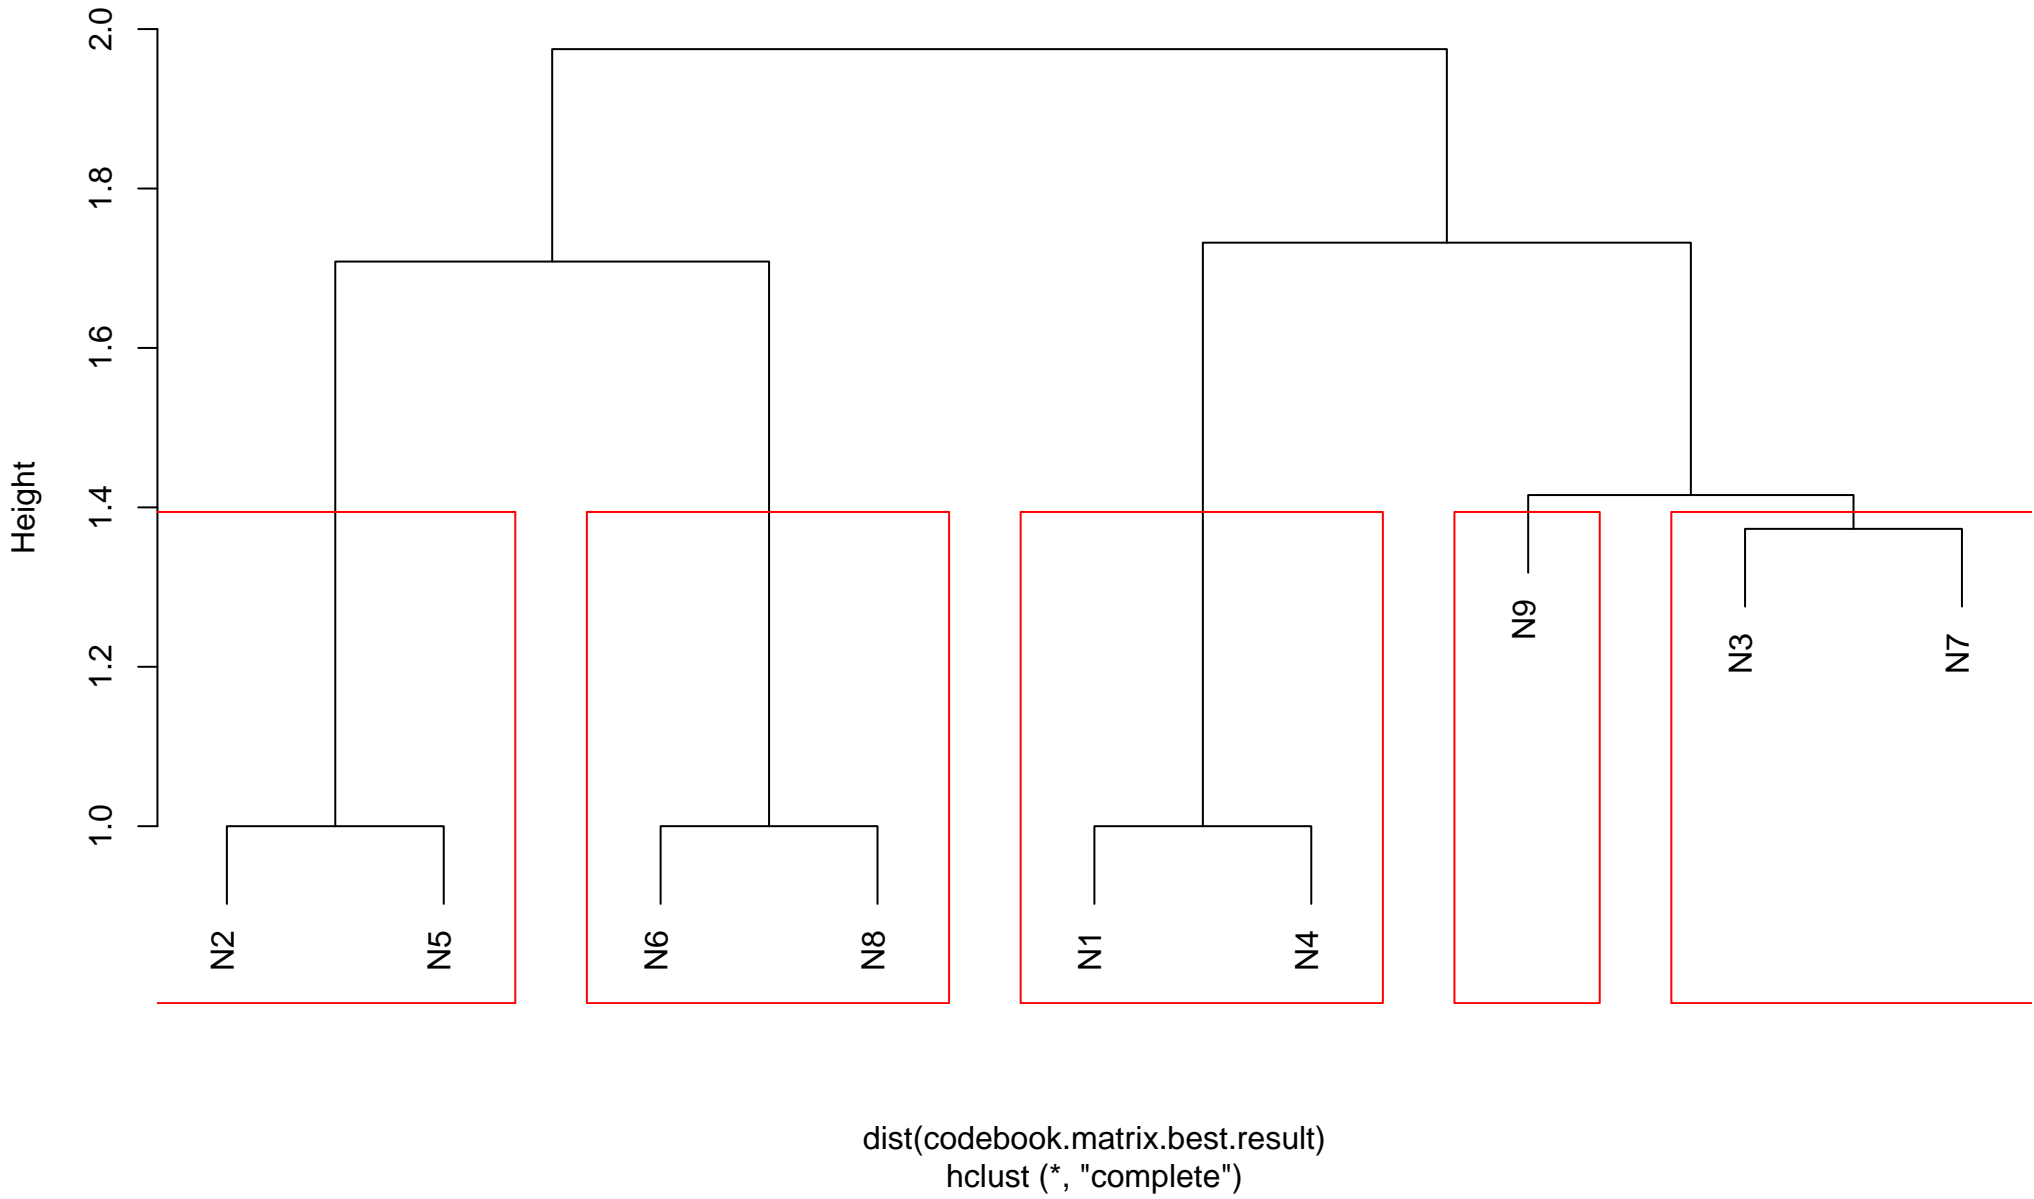 Height
2.0
1.8
1.6
1.4
1.2
1.0
N2
N5
N6
N8
N1
N4
N9
N3
N7
dist(codebook.matrix.best.result)
hclust (*, "complete")